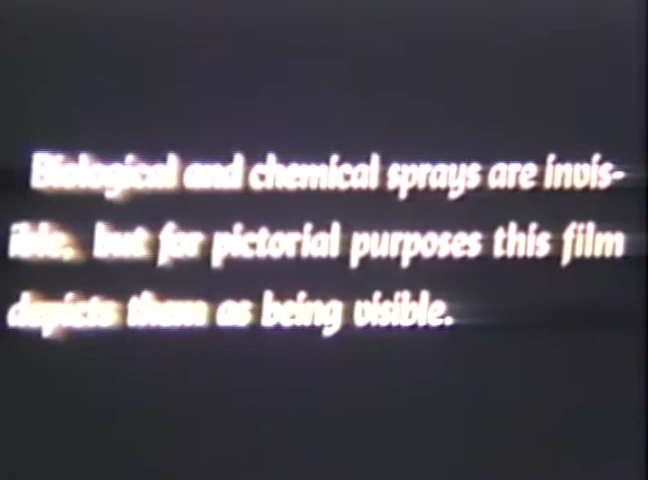 Biological and chemical sprays are invis-
ible, but for pictorial purposes this film
depicts them as being visible.